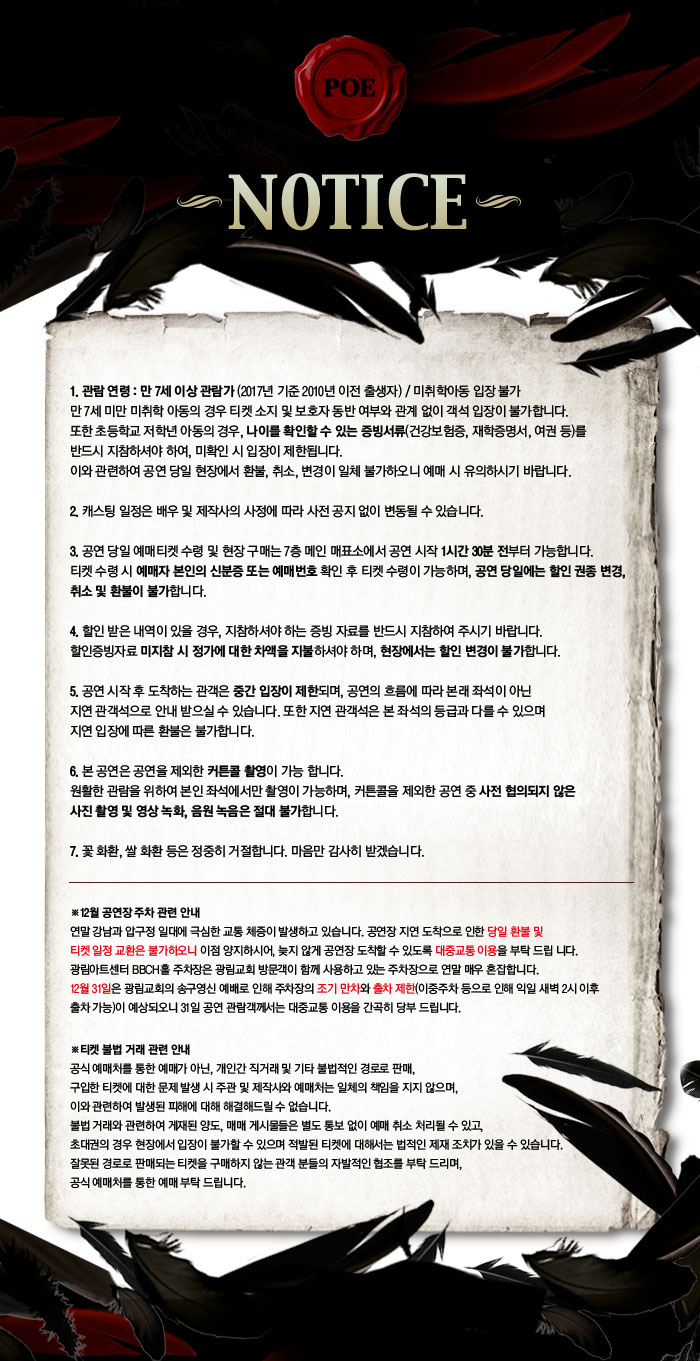 POE
NOTICE
1. 관람 연령 : 만 7세 이상 관람가 (2017년 기준 2010년 이전 출생자) / 미취학아동 입장 불가
만 7세 미만 미취학 아동의 경우 티켓 소지 및 보호자 동반 여부와 관계 없이 객석 입장이 불가합니다.
또한 초등학교 저학년 아동의 경우, 나이를 확인할 수 있는 증빙서류(건강보험증, 재학증명서, 여권 등)를
반드시 지참하셔야 하여, 미확인 시 입장이 제한됩니다.
이와 관련하여 공연 당일 현장에서 환불, 취소, 변경이 일체 불가하오니 예매 시 유의하시기 바랍니다.
2. 캐스팅 일정은 배우 및 제작사의 사정에 따라 사전 공지 없이 변동될 수 있습니다.
3. 공연 당일 예매티켓 수령 및 현장 구매는 7층 메인 매표소에서 공연 시작 1시간 30분 전부터 가능합니다.
티켓 수령 시 예매자 본인의 신분증 또는 예매번호 확인 후 티켓 수령이 가능하며, 공연 당일에는 할인 권종 변경,
취소 및 환불이 불가합니다.
4. 할인 받은 내역이 있을 경우, 지참하셔야 하는 증빙 자료를 반드시 지참하여 주시기 바랍니다.
할인증빙자료 미지참 시 정가에 대한 차액을 지불하셔야 하며, 현장에서는 할인 변경이 불가합니다.
5. 공연 시작 후 도착하는 관객은 중간 입장이 제한되며, 공연의 흐름에 따라 본래 좌석이 아닌
지연 관객석으로 안내 받으실 수 있습니다. 또한 지연 관객석은 본 좌석의 등급과 다를 수 있으며
지연 입장에 따른 환불은 불가합니다.
6. 본 공연은 공연을 제외한 커튼콜 촬영이 가능 합니다.
원활한 관람을 위하여 본인 좌석에서만 촬영이 가능하며, 커튼콜을 제외한 공연 중 사전 협의되지 않은
사진 촬영 및 영상 녹화, 음원 녹음은 절대 불가합니다.
7. 꽃 화환, 쌀 화환 등은 정중히 거절합니다. 마음만 감사히 받겠습니다.
※12월 공연장 주차 관련 안내
연말 강남과 압구정 일대에 극심한 교통 체증이 발생하고 있습니다. 공연장 지연 도착으로 인한 당일 환불 및
티켓 일정 교환은 불가하오니 이점 양지하시어, 늦지 않게 공연장 도착할 수 있도록 대중교통 이용을 부탁 드립 니다.
광림아트센터 BBCH홀 주차장은 광림교회 방문객이 함께 사용하고 있는 주차장으로 연말 매우 혼잡합니다.
12월 31일은 광림교회의 송구영신 예배로 인해 주차장의 조기 만차와 출차 제한(이중주차 등으로 인해 익일 새벽 2시 이후
출차 가능)이 예상되오니 31일 공연 관람객께서는 대중교통 이용을 간곡히 당부 드립니다.
※티켓 불법 거래 관련 안내
공식 예매처를 통한 예매가 아닌, 개인간 직거래 및 기타 불법적인 경로로 판매,
구입한 티켓에 대한 문제 발생 시 주관 및 제작사와 예매처는 일체의 책임을 지지 않으며,
이와 관련하여 발생된 피해에 대해 해결해드릴 수 없습니다.
불법 거래와 관련하여 게재된 양도, 매매 게시물들은 별도 통보 없이 예매 취소 처리될 수 있고,
초대권의 경우 현장에서 입장이 불가할 수 있으며 적발된 티켓에 대해서는 법적인 제재 조치가 있을 수 있습니다.
잘못된 경로로 판매되는 티켓을 구매하지 않는 관객 분들의 자발적인 협조를 부탁 드리며,
공식 예매처를 통한 예매 부탁 드립니다.